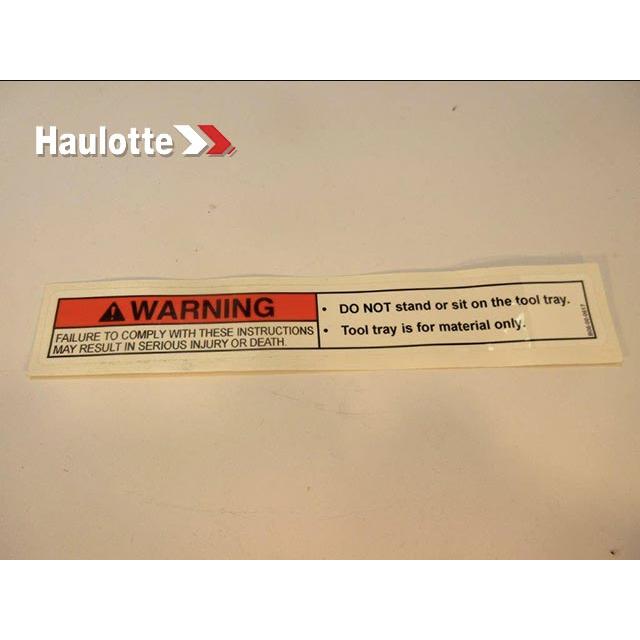 Haulotte
WARNING
FAILURE TO COMPLY WITH THESE INSTRUCTIONS
MAY RESULT IN SERIOUS INJURY OR DEATH.
• DO NOT stand or sit on the tool tray.
• Tool tray is for material only.